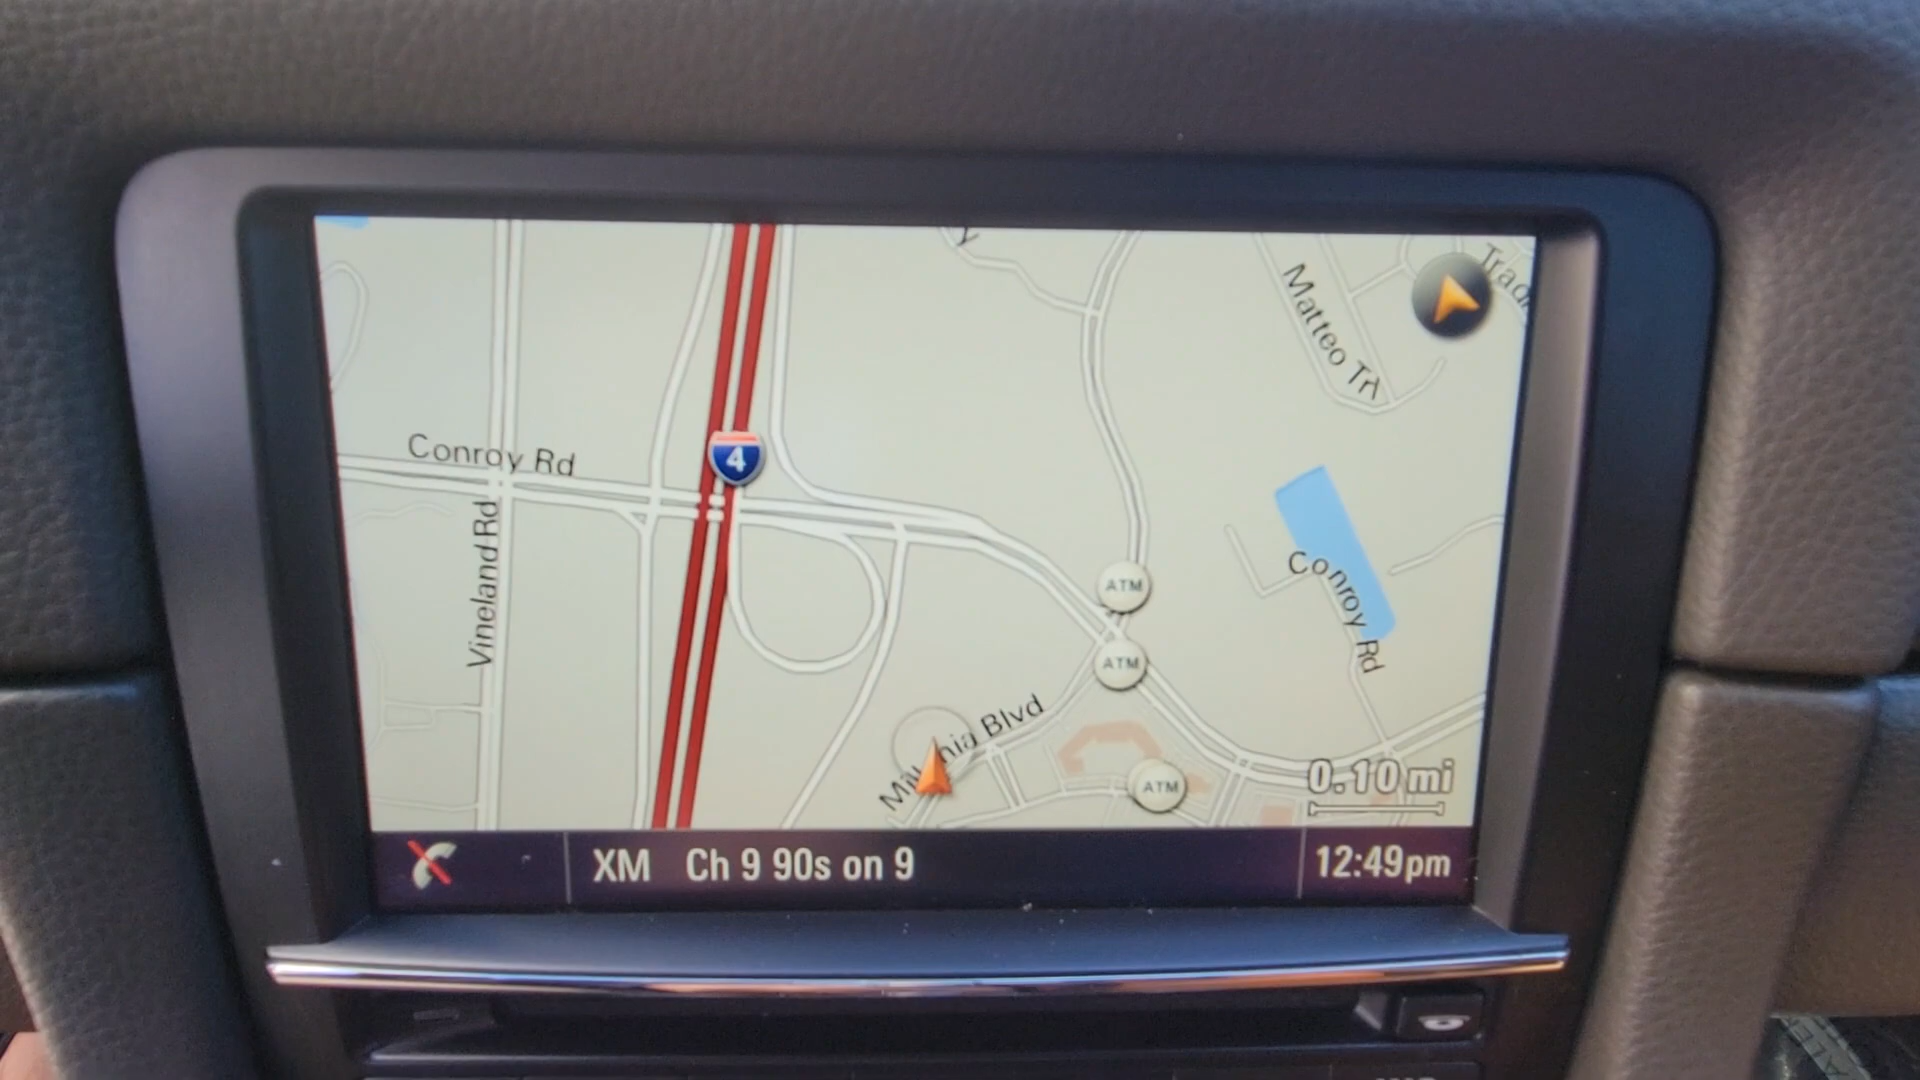 Matteo Trl
Conroy Rd
4
Vineland Rd
ATM
Conroy Rd
ATM
ATM
0.10 mi
XM Ch 9 90s on 9
12:49pm